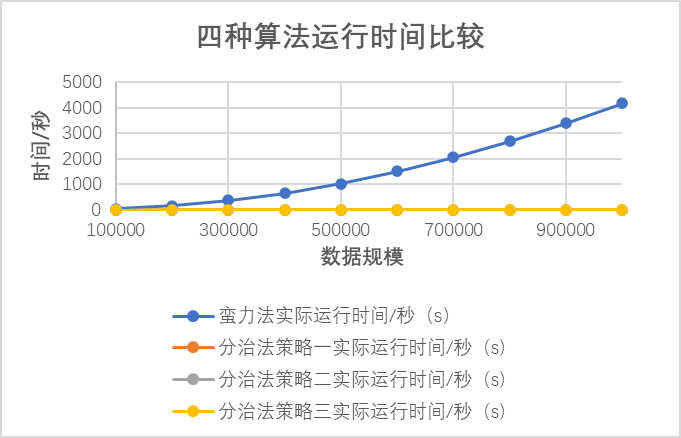 四种算法运行时间比较
时间/秒
5000
4000
3000
2000
1000
0
100000 300000 500000 700000 900000
数据规模
蛮力法实际运行时间/秒（s）
分治法策略一实际运行时间/秒（s）
分治法策略二实际运行时间/秒（s）
分治法策略三实际运行时间/秒（s）